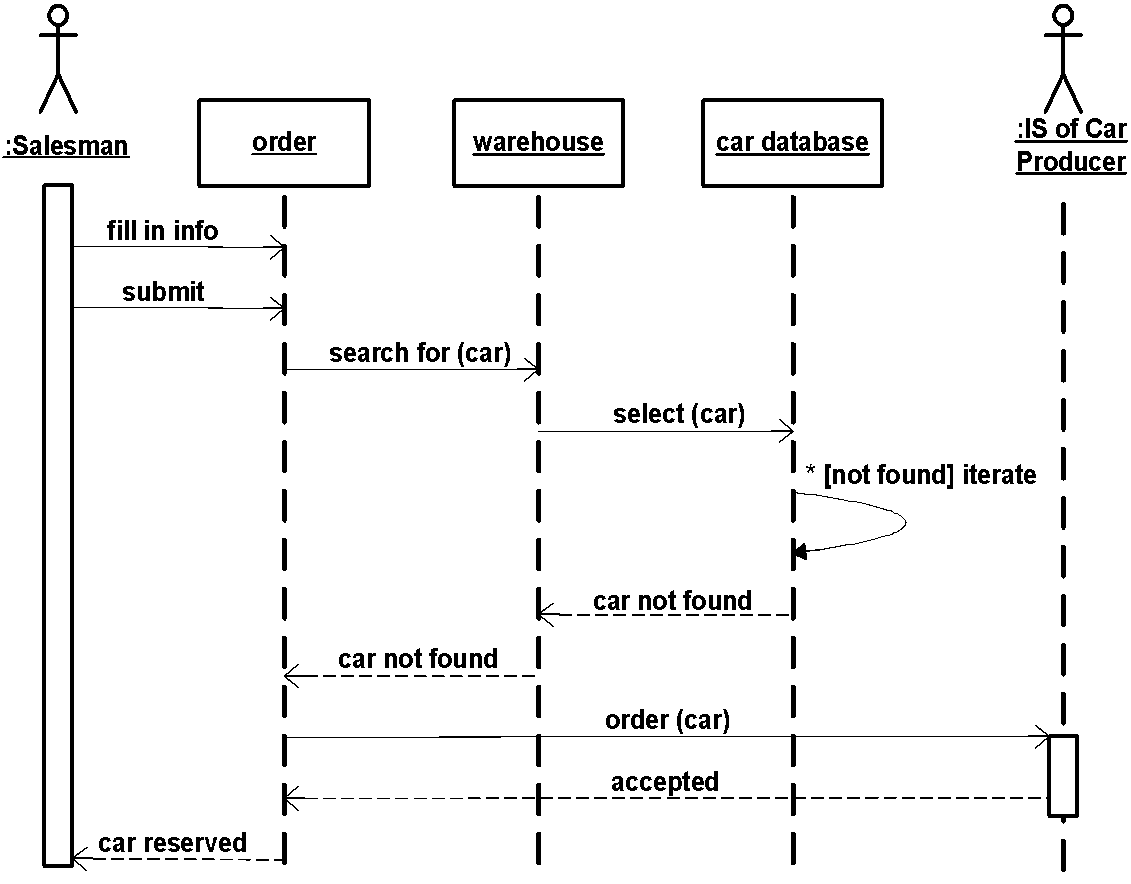 :Salesman
order
warehouse
car database
:IS of Car
Producer
fill in info
submit
search for (car)
select (car)
* [not found] iterate
car not found
car not found
order (car)
accepted
car reserved